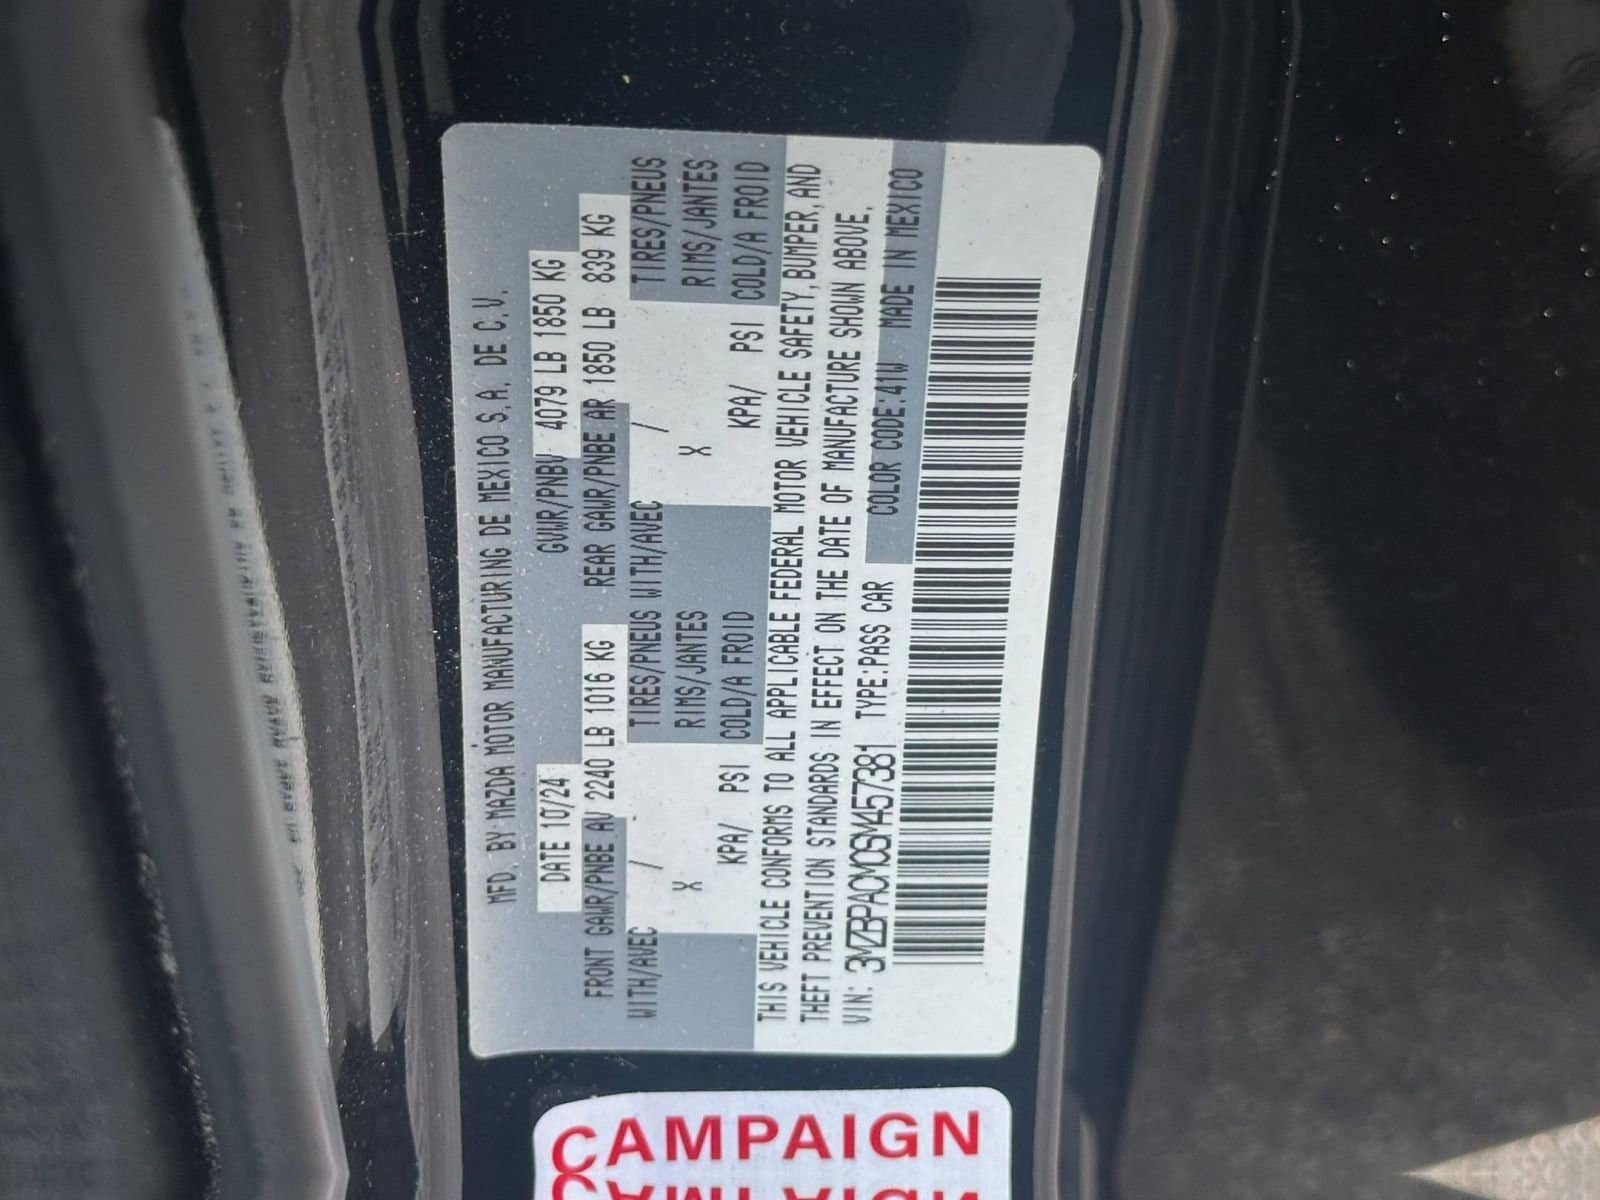 MFD. BY MAZDA MOTOR MANUFACTURING DE MEXICO S.A. DE C.V.
DATE 10/24 GVWR/PNBV 4079 LB 1850 KG
FRONT GAWR/PNBE AV 2240 LB 1016 KG REAR GAWR/PNBE AR 1850 LB 839 KG
WITH/AVEC / TIRES/PNEUS WITH/AVEC / TIRES/PNEUS
X RIMS/JANTES X RIMS/JANTES
KPA/ PSI COLD/A FROID KPA/ PSI COLD/A FROID
THIS VEHICLE CONFORMS TO ALL APPLICABLE FEDERAL MOTOR VEHICLE SAFETY,BUMPER, AND
THEFT PREVENTION STANDARDS IN EFFECT ON THE DATE OF MANUFACTURE SHOWN ABOVE.
VIN: 3MZBPACM0SM457381 TYPE:PASS CAR COLOR CODE:41W MADE IN MEXICO
CAMPAIGN